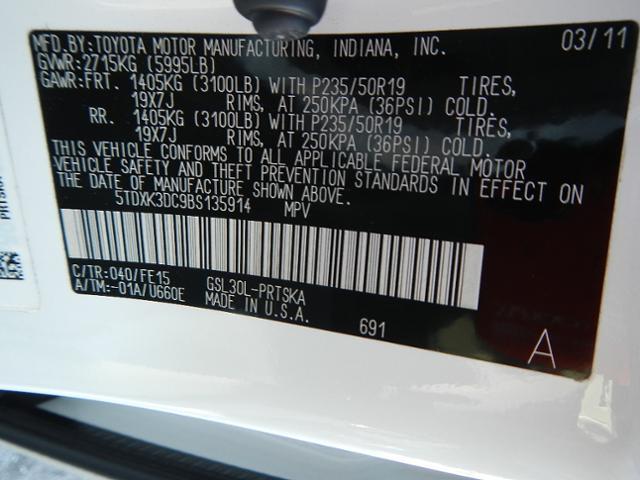 MFD.BY:TOYOTA MOTOR MANUFACTURING, INDIANA, INC. 03/11
GVWR:2715KG (5995LB)
GAWR:FRT. 1405KG (3100LB) WITH P235/50R19 TIRES,
19X7J RIMS, AT 250KPA (36PSI) COLD.
RR. 1405KG (3100LB) WITH P235/50R19 TIRES,
19X7J RIMS, AT 250KPA (36PSI) COLD.
THIS VEHICLE CONFORMS TO ALL APPLICABLE FEDERAL MOTOR
VEHICLE SAFETY AND THEFT PREVENTION STANDARDS IN EFFECT ON
THE DATE OF MANUFACTURE SHOWN ABOVE.
5TDXK3DC9BS135914 MPV
C/TR:040/FE15 GSL30L-PRTSKA
A/TM:-01A/U660E MADE IN U.S.A.
691
A